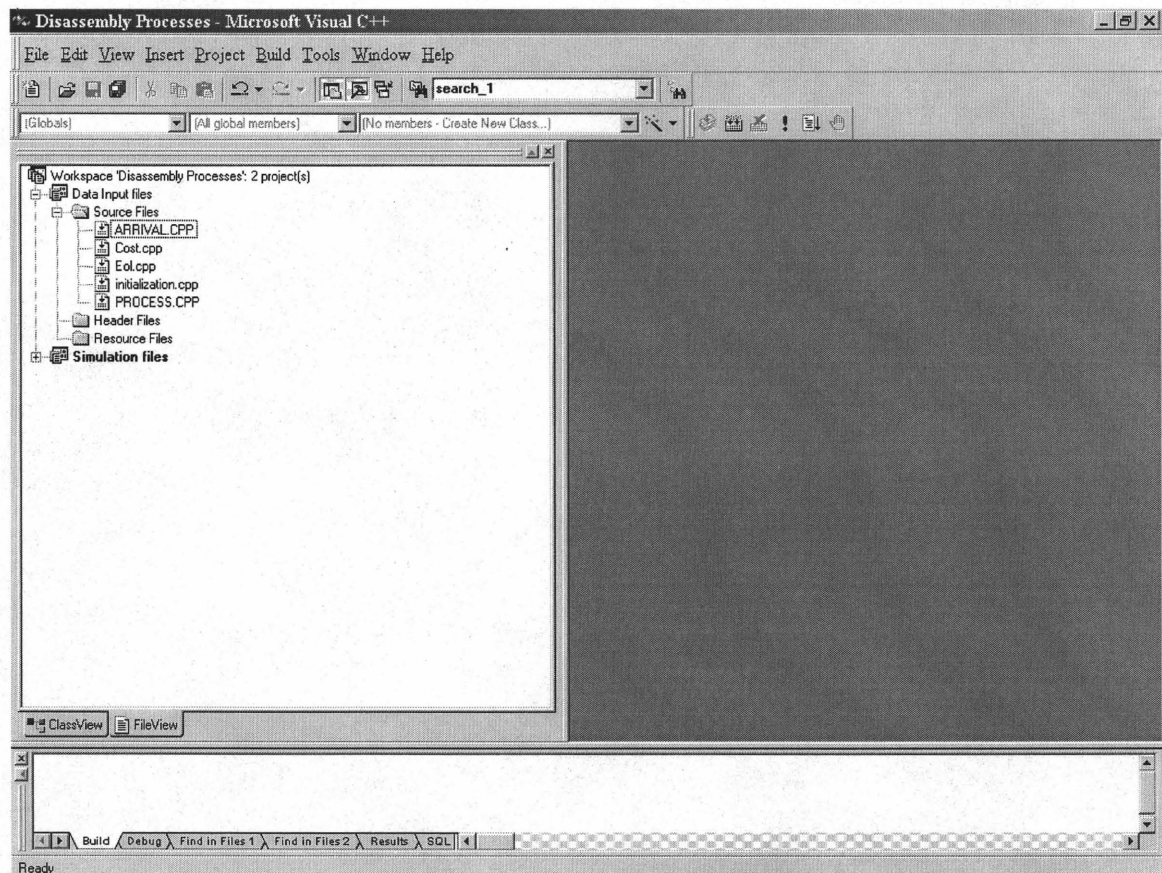 Disassembly Processes - Microsoft Visual C++
File Edit View Insert Project Build Tools Window Help
search_1
(Globals) (All global members) (No members - Create New Class...)
Workspace 'Disassembly Processes': 2 project(s)
Data Input files
Source Files
ARRIVAL.CPP
Cost.cpp
Eol.cpp
initialization.cpp
PROCESS.CPP
Header Files
Resource Files
Simulation files
ClassView FileView
Build Debug Find in Files 1 Find in Files 2 Results SQL
Ready